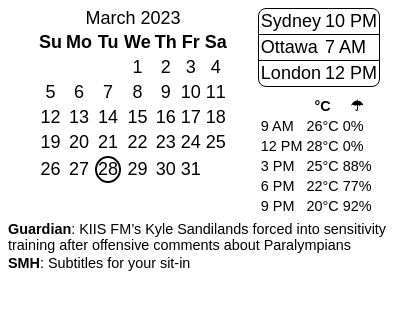 March 2023
Su Mo Tu We Th Fr Sa
1 2 3 4
5 6 7 8 9 10 11
12 13 14 15 16 17 18
19 20 21 22 23 24 25
26 27 28 29 30 31
Sydney 10 PM
Ottawa 7 AM
London 12 PM
°C ☂
9 AM 26°C 0%
12 PM 28°C 0%
3 PM 25°C 88%
6 PM 22°C 77%
9 PM 20°C 92%
Guardian: KIIS FM’s Kyle Sandilands forced into sensitivity
training after offensive comments about Paralympians
SMH: Subtitles for your sit-in